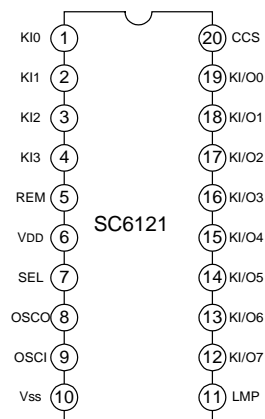 KI0 1 20 CCS
KI1 2 19 KI/O0
KI2 3 18 KI/O1
KI3 4 17 KI/O2
REM 5 16 KI/O3
SC6121
VDD 6 15 KI/O4
SEL 7 14 KI/O5
OSCO 8 13 KI/O6
OSCI 9 12 KI/O7
Vss 10 11 LMP